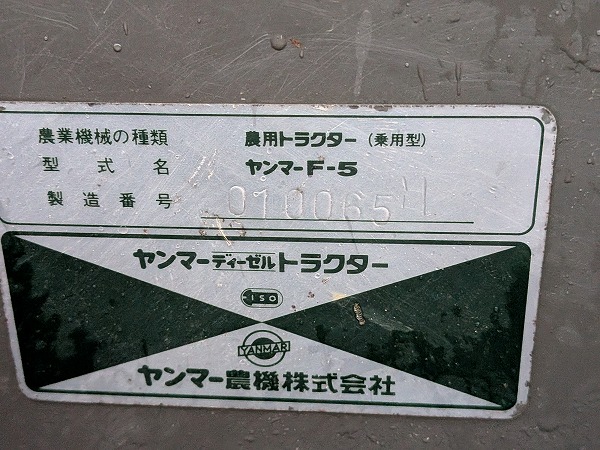 農業機械の種類 農用トラクター（乗用型）
型式名 ヤンマーF-5
製造番号 010065
ヤンマーディーゼルトラクター
ISO
YANMAR
ヤンマー農機株式会社